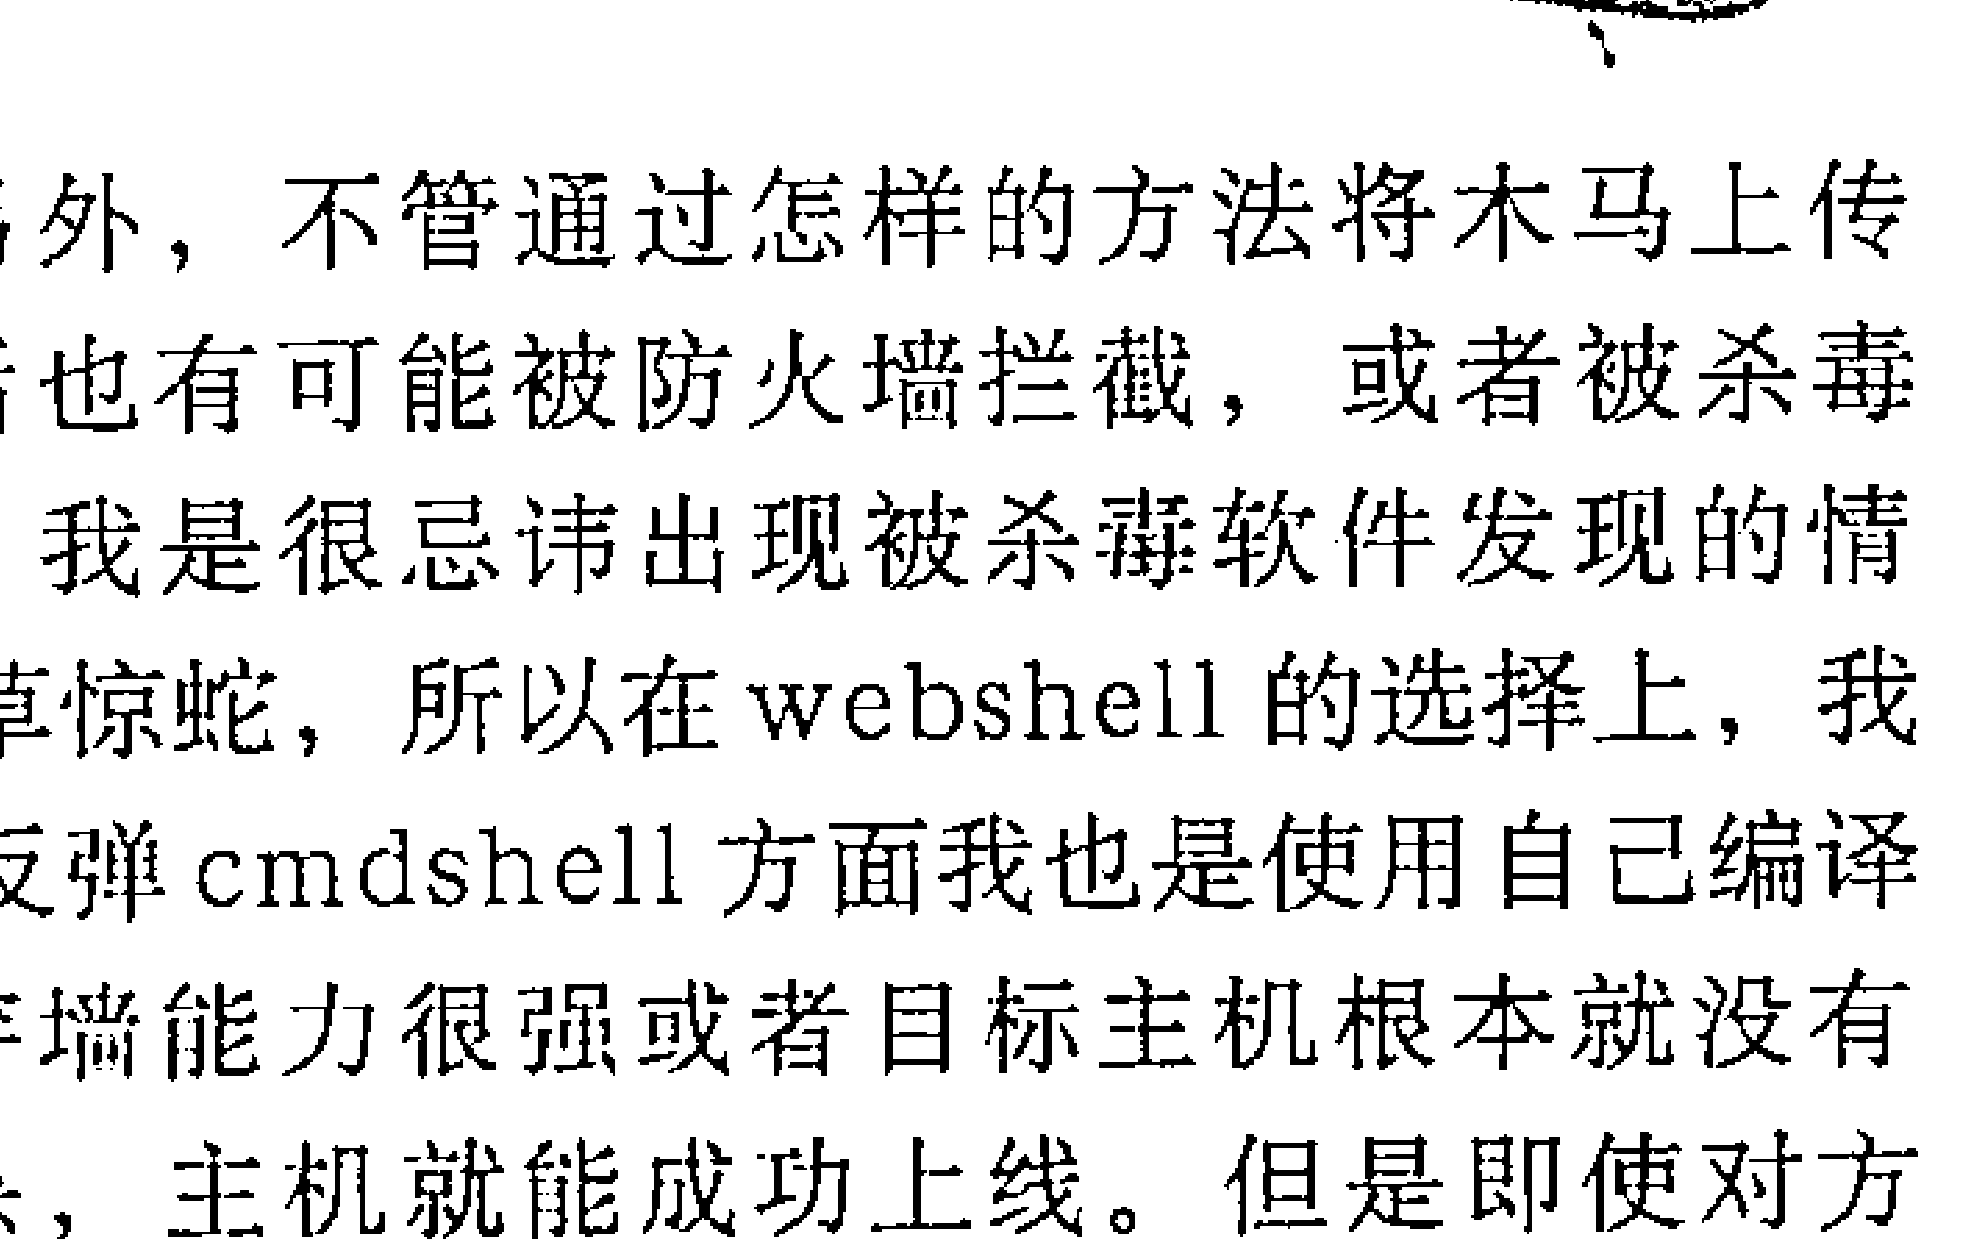 外，不管通过怎样的方法将木马上传
也有可能被防火墙拦截，或者被杀毒
我是很忌讳出现被杀毒软件发现的情
草惊蛇，所以在webshell的选择上，我
反弹cmdshell方面我也是使用自己编译
墙能力很强或者目标主机根本就没有
，主机就能成功上线。但是即使对方